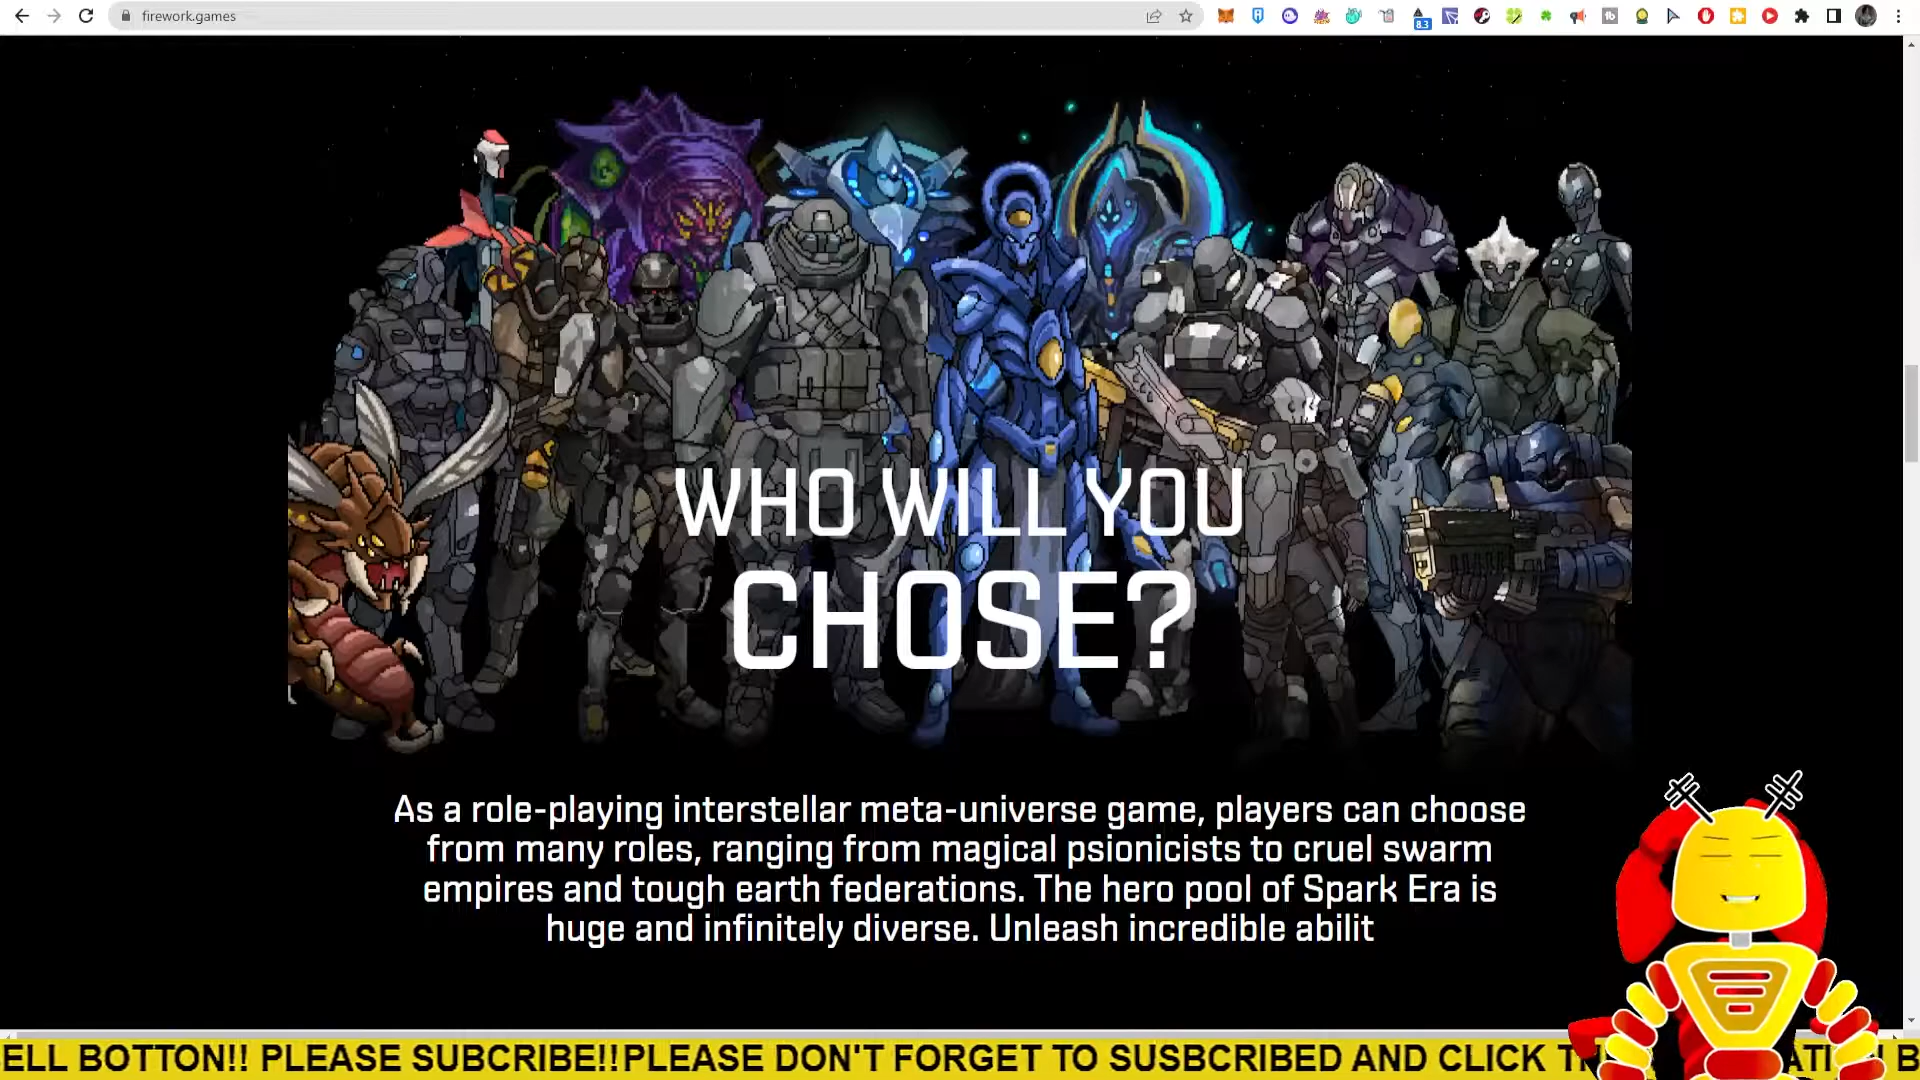 firework.games
8.3
WHO WILL YOU
CHOSE?
As a role-playing interstellar meta-universe game, players can choose
from many roles, ranging from magical psionicists to cruel swarm
empires and tough earth federations. The hero pool of Spark Era is
huge and infinitely diverse. Unleash incredible abilit
ELL BOTTON!! PLEASE SUBCRIBE!!PLEASE DON'T FORGET TO SUSBCRIBED AND CLICK